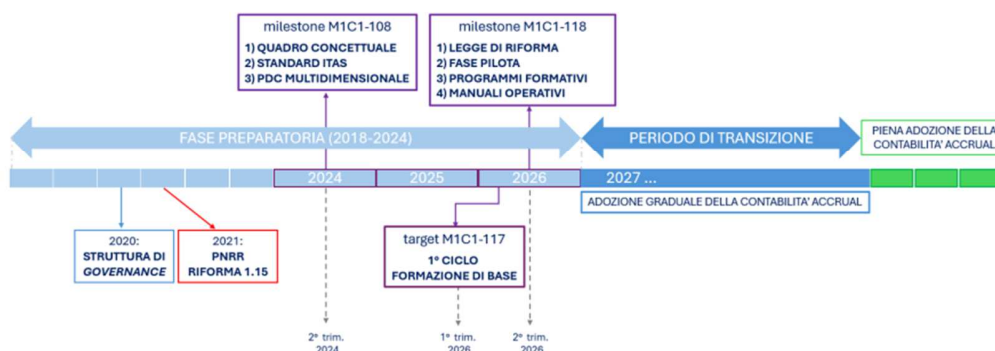 milestone M1C1-108
1) QUADRO CONCETTUALE
2) STANDARD ITAS
3) PDC MULTIDIMENSIONALE
milestone M1C1-118
1) LEGGE DI RIFORMA
2) FASE PILOTA
3) PROGRAMMI FORMATIVI
4) MANUALI OPERATIVI
FASE PREPARATORIA (2018-2024)
PERIODO DI TRANSIZIONE
PIENA ADOZIONE DELLA
CONTABILITA' ACCRUAL
2024
2025
2026
2027 ...
ADOZIONE GRADUALE DELLA CONTABILITA' ACCRUAL
2020:
STRUTTURA DI
GOVERNANCE
2021:
PNRR
RIFORMA 1.15
target M1C1-117
1° CICLO
FORMAZIONE DI BASE
2° trim.
2024
1° trim.
2026
2° trim.
2026